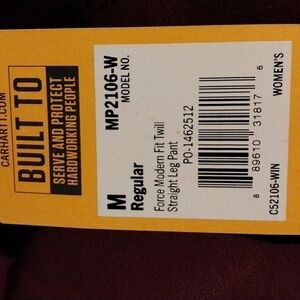 CARHARTT.COM
BUILT TO
SERVE AND PROTECT
HARDWORKING PEOPLE
MP2106-W
MODEL NO.
M
Regular
Force Modern Fit Twill
Straight Leg Pant
PO-1462512
8 89610 31817 6
WOMEN'S
C52106-WIN